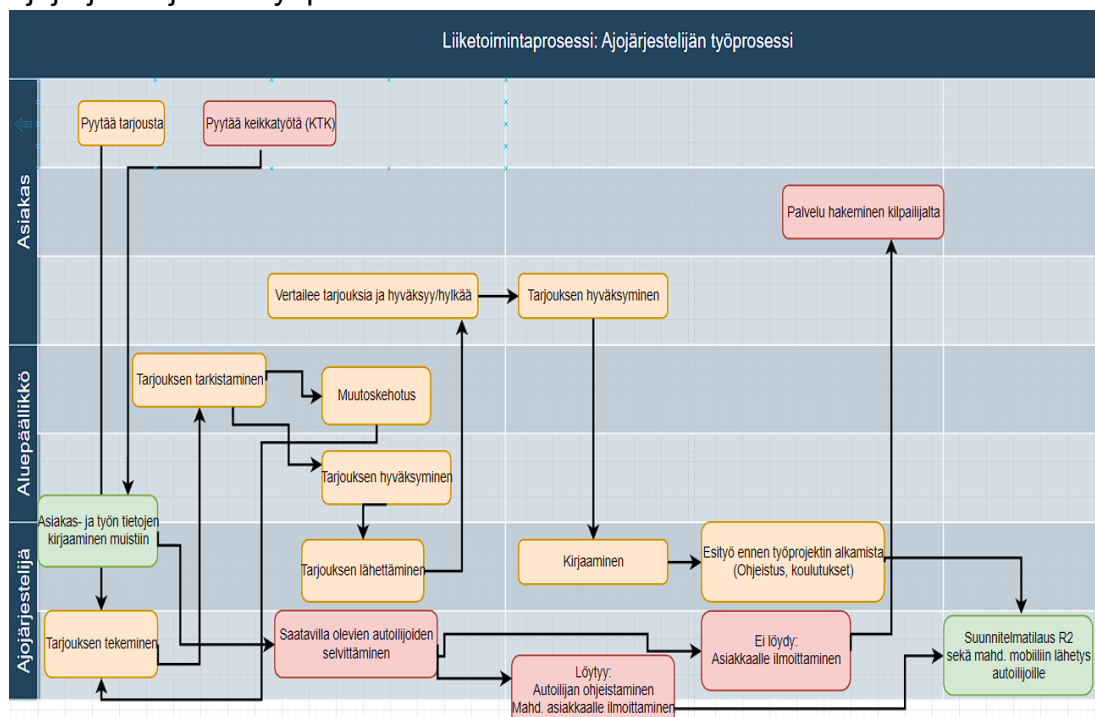 Liiketoimintaprosessi: Ajojärjestelijän työprosessi
Asiakas
Pyytää tarjousta
Pyytää keikkatyötä (KTK)
Palvelu hakeminen kilpailijalta
Vertailee tarjouksia ja hyväksyy/hylkää
Tarjouksen hyväksyminen
Aluepäällikkö
Tarjouksen tarkistaminen
Muutoskehotus
Tarjouksen hyväksyminen
Ajojärjestelijä
Asiakas- ja työn tietojen
kirjaaminen muistiin
Tarjouksen lähettäminen
Kirjaaminen
Esityö ennen työprojektin alkamista
(Ohjeistus, koulutukset)
Tarjouksen tekeminen
Saatavilla olevien autoilijoiden
selvittäminen
Ei löydy:
Asiakkaalle ilmoittaminen
Löytyy:
Autoilijan ohjeistaminen
Mahd. asiakkaalle ilmoittaminen
Suunnitelmatilaus R2
sekä mahd. mobiiliin lähetys
autoilijoille